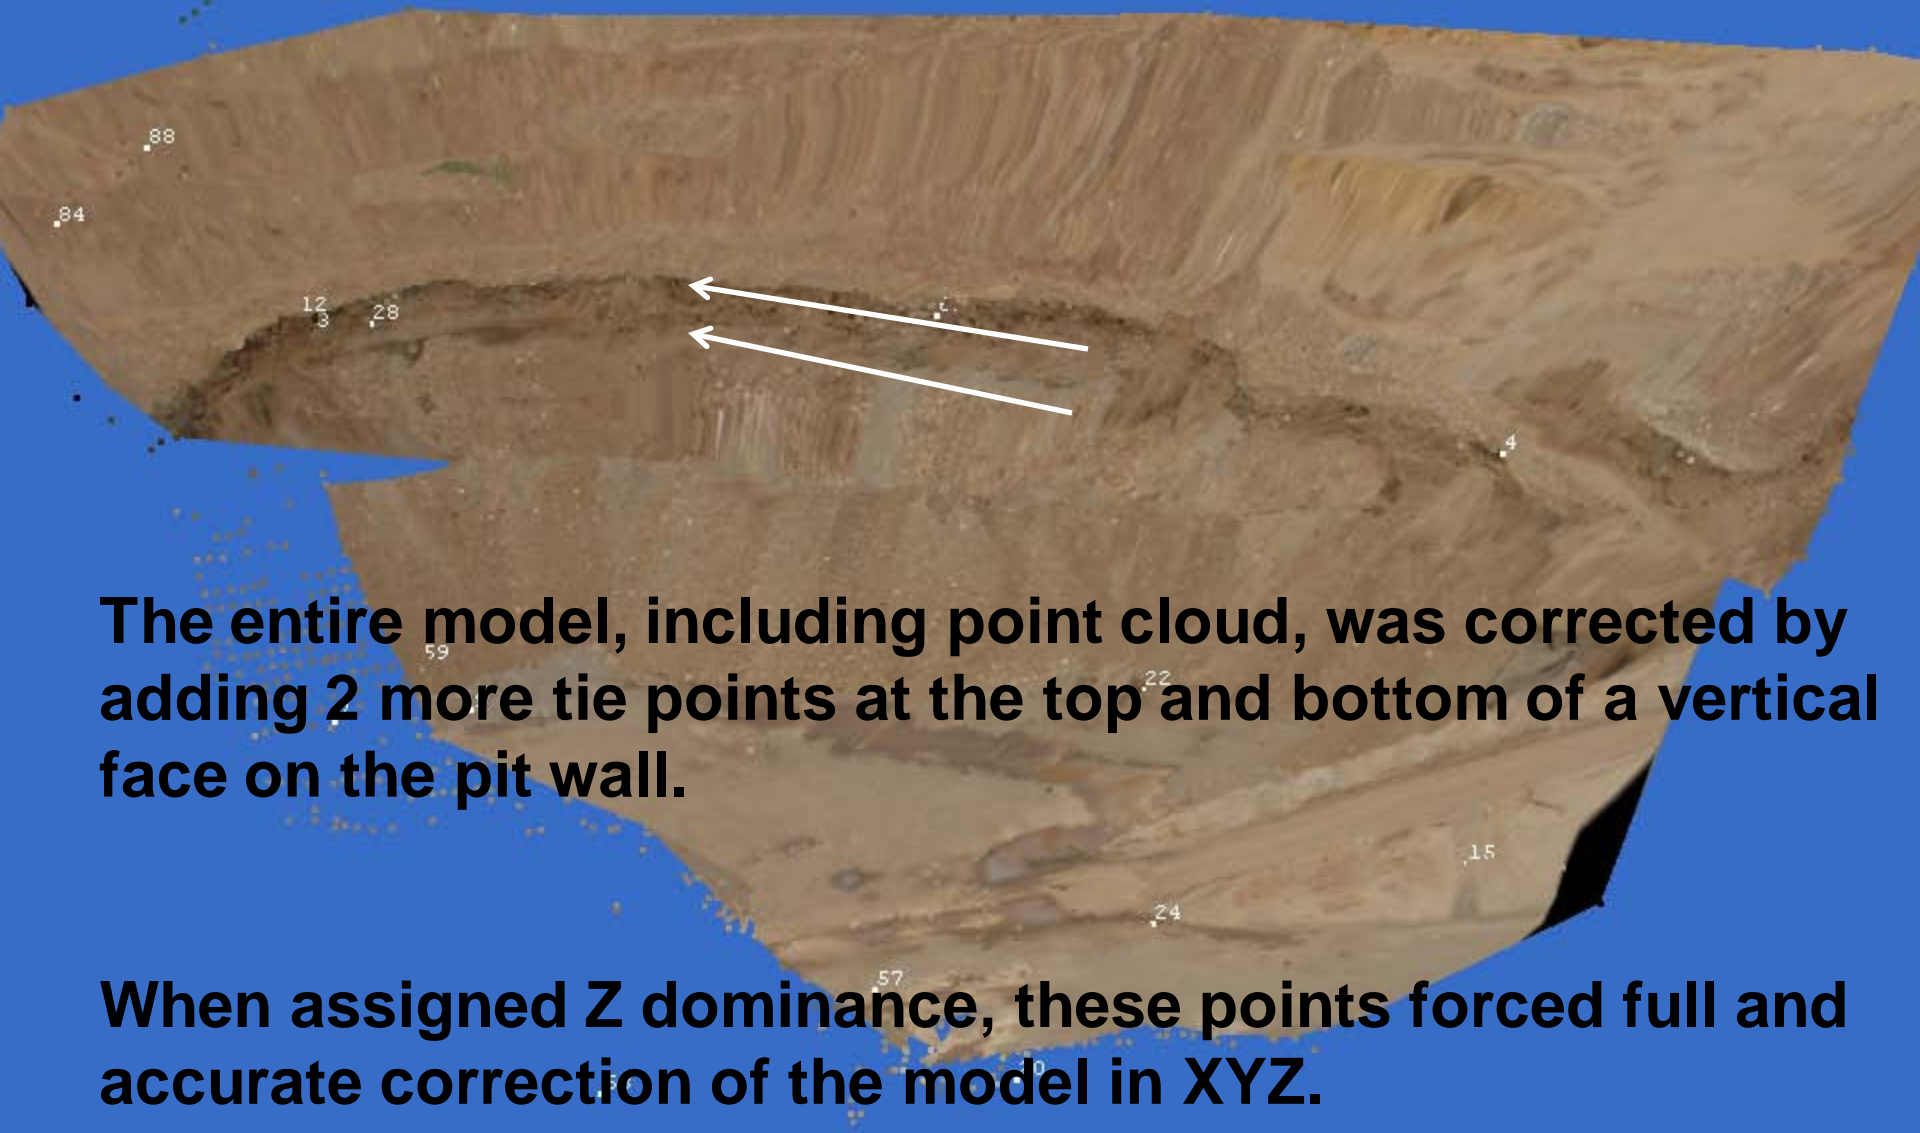 88
84
12
3
28
4
The entire model, including point cloud, was corrected by
59
adding 2 more tie points at the top and bottom of a vertical
22
face on the pit wall.
15
24
57
When assigned Z dominance, these points forced full and
accurate correction of the model in XYZ.